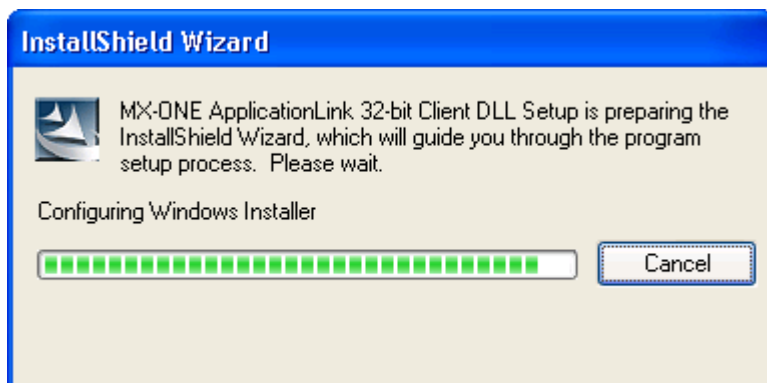 InstallShield Wizard
MX-ONE ApplicationLink 32-bit Client DLL Setup is preparing the
InstallShield Wizard, which will guide you through the program
setup process.  Please wait.
Configuring Windows Installer
Cancel